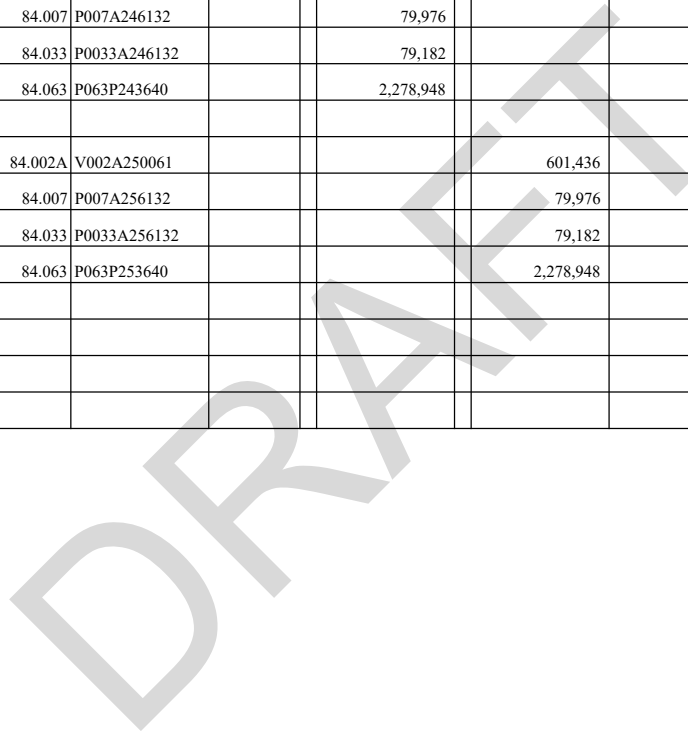 84.007 P007A246132 79,976
84.033 P0033A246132 79,182
84.063 P063P243640 2,278,948
84.002A V002A250061 601,436
84.007 P007A256132 79,976
84.033 P0033A256132 79,182
84.063 P063P253640 2,278,948
DRAFT